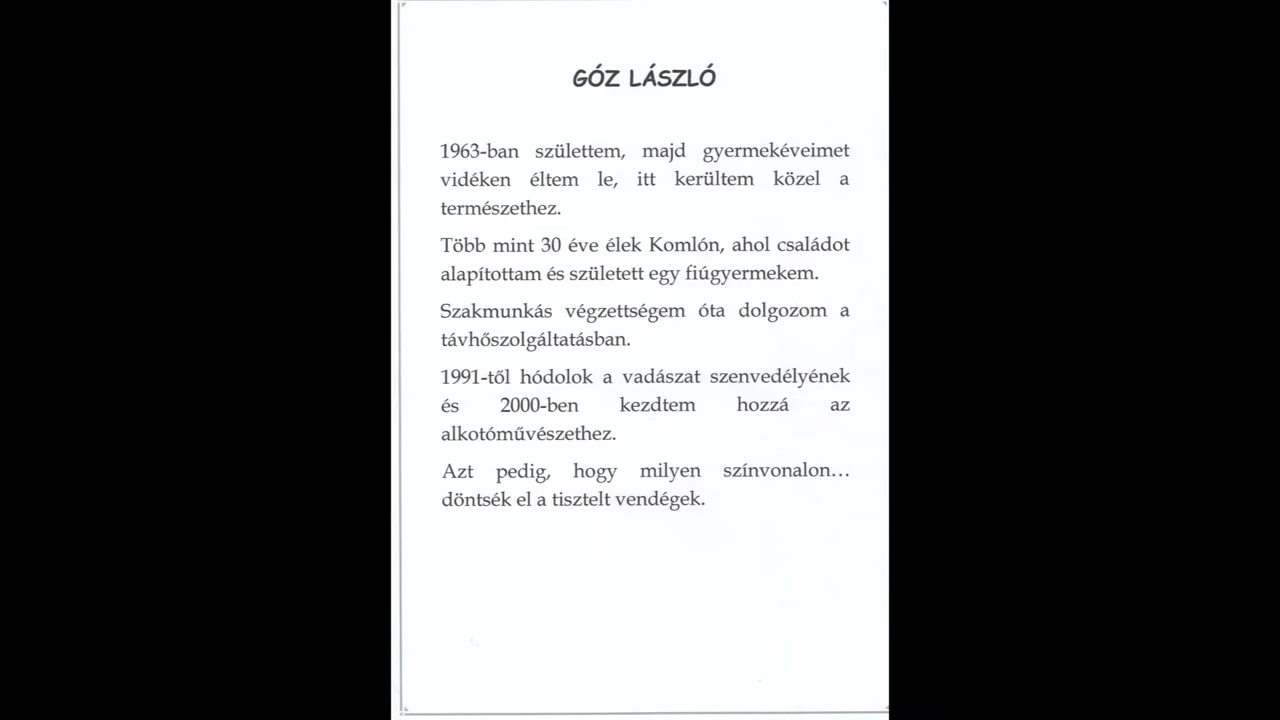 GÓZ LÁSZLÓ
1963-ban születtem, majd gyermekéveimet
vidéken éltem le, itt kerültem közel a
természethez.
Több mint 30 éve élek Komlón, ahol családot
alapítottam és született egy fiúgyermekem.
Szakmunkás végzettségem óta dolgozom a
távhőszolgáltatásban.
1991-től hódolok a vadászat szenvedélyének
és 2000-ben kezdtem hozzá az
alkotóművészethez.
Azt pedig, hogy milyen színvonalon…
döntsék el a tisztelt vendégek.